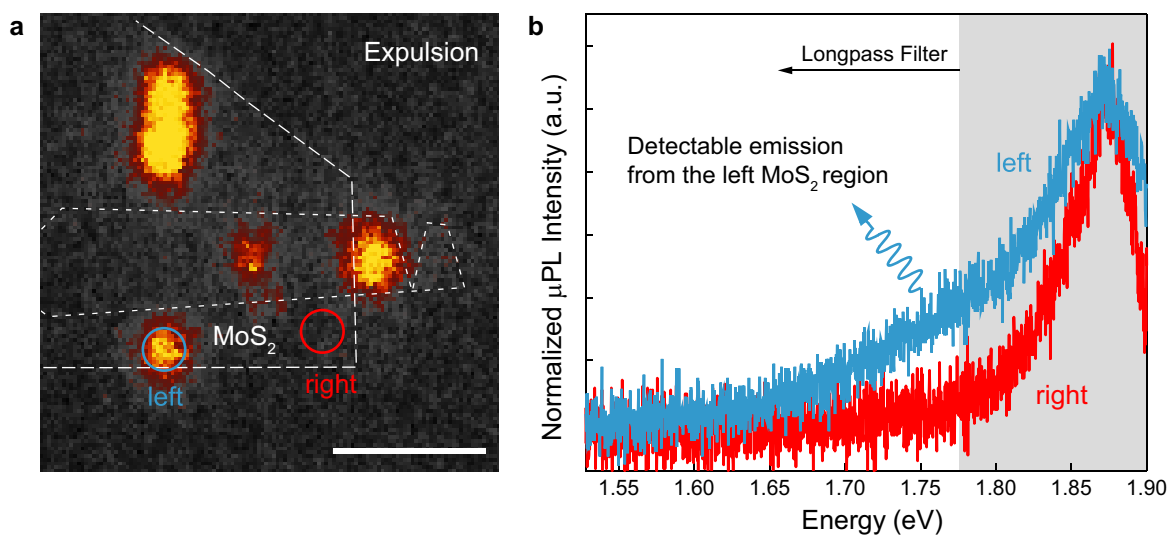 a
Expulsion
MoS₂
left
right
b
Longpass Filter
Detectable emission
from the left MoS₂ region
left
right
Normalized µPL Intensity (a.u.)
1.55 1.60 1.65 1.70 1.75 1.80 1.85 1.90
Energy (eV)